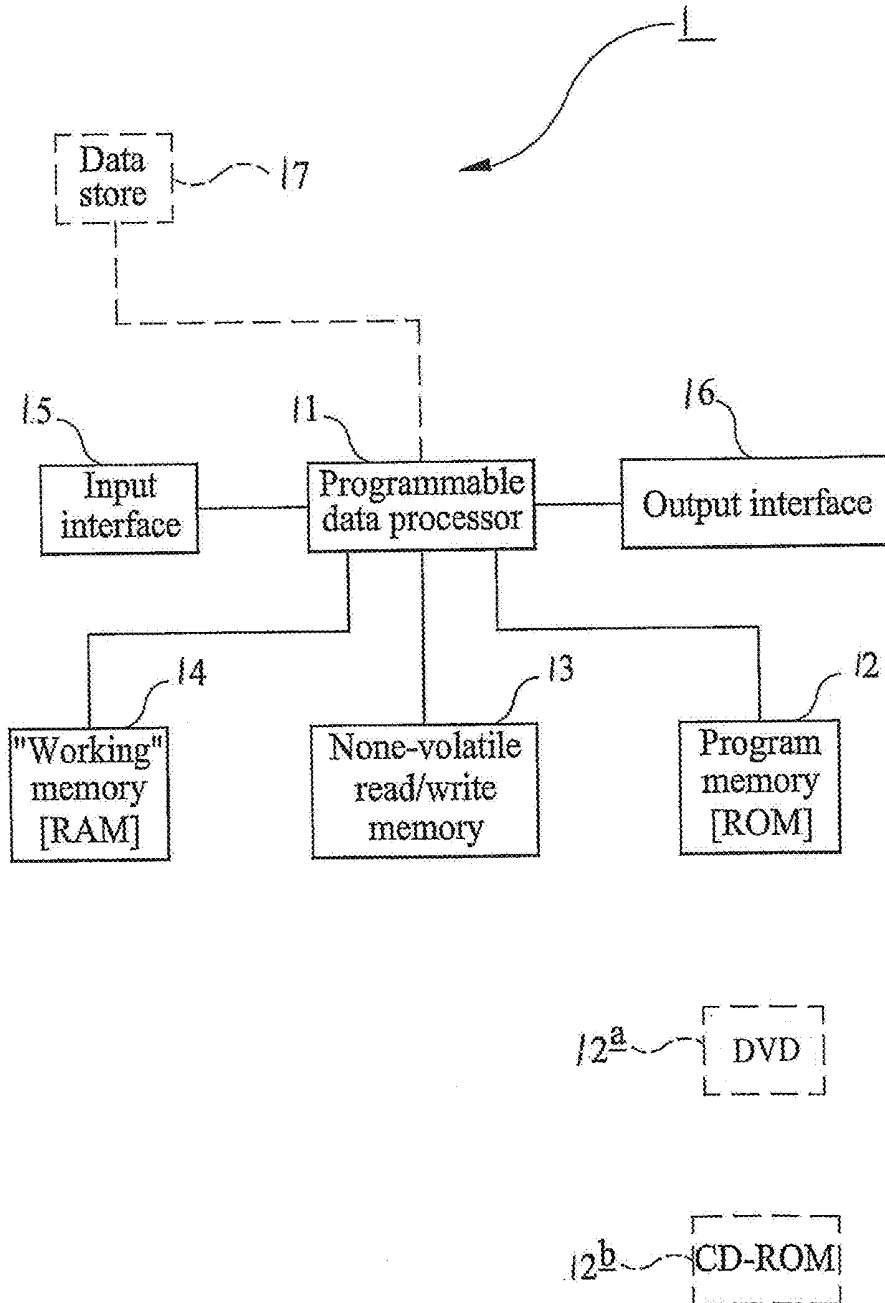 1
Data
store
17
15
11
16
Input
interface
Programmable
data processor
Output interface
14
13
12
"Working"
memory
[RAM]
None-volatile
read/write
memory
Program
memory
[ROM]
12a
DVD
12b
CD-ROM